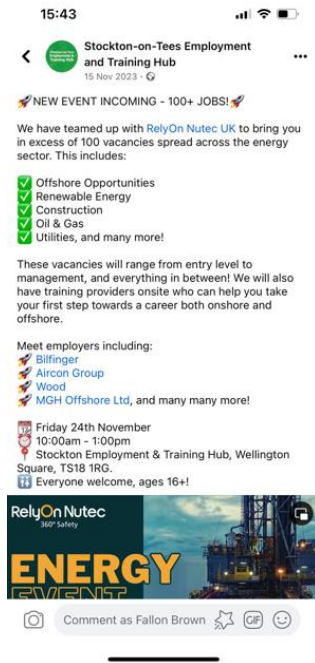 15:43
Stockton-on-Tees Employment
and Training Hub
15 Nov 2023 ·
🚀NEW EVENT INCOMING - 100+ JOBS!🚀
We have teamed up with RelyOn Nutec UK to bring you
in excess of 100 vacancies spread across the energy
sector. This includes:
✅ Offshore Opportunities
✅ Renewable Energy
✅ Construction
✅ Oil & Gas
✅ Utilities, and many more!
These vacancies will range from entry level to
management, and everything in between! We will also
have training providers onsite who can help you take
your first step towards a career both onshore and
offshore.
Meet employers including:
🚀 Bilfinger
🚀 Aircon Group
🚀 Wood
🚀 MGH Offshore Ltd, and many many more!
📆 Friday 24th November
⏰ 10:00am - 1:00pm
📍 Stockton Employment & Training Hub, Wellington
Square, TS18 1RG.
🚻 Everyone welcome, ages 16+!
RelyOn Nutec
360° Safety
ENERGY
EVENT
Comment as Fallon Brown
GIF